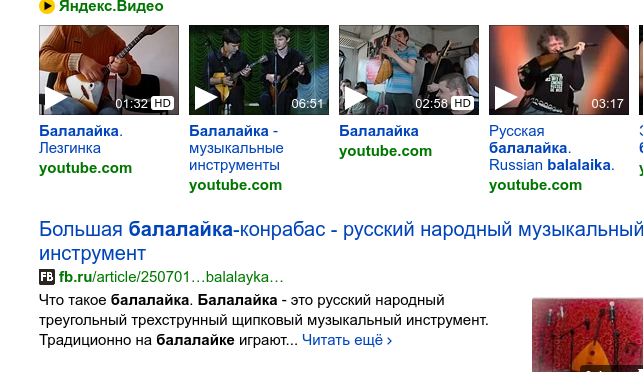 Яндекс.Видео
01:32 HD
06:51
02:58 HD
03:17
Балалайка.
Лезгинка
youtube.com
Балалайка -
музыкальные
инструменты
youtube.com
Балалайка
youtube.com
Русская
балалайка.
Russian balalaika.
youtube.com
Большая балалайка-конрабас - русский народный музыкальный
инструмент
FB fb.ru/article/250701…balalayka…
Что такое балалайка. Балалайка - это русский народный
треугольный трехструнный щипковый музыкальный инструмент.
Традиционно на балалайке играют... Читать ещё ›